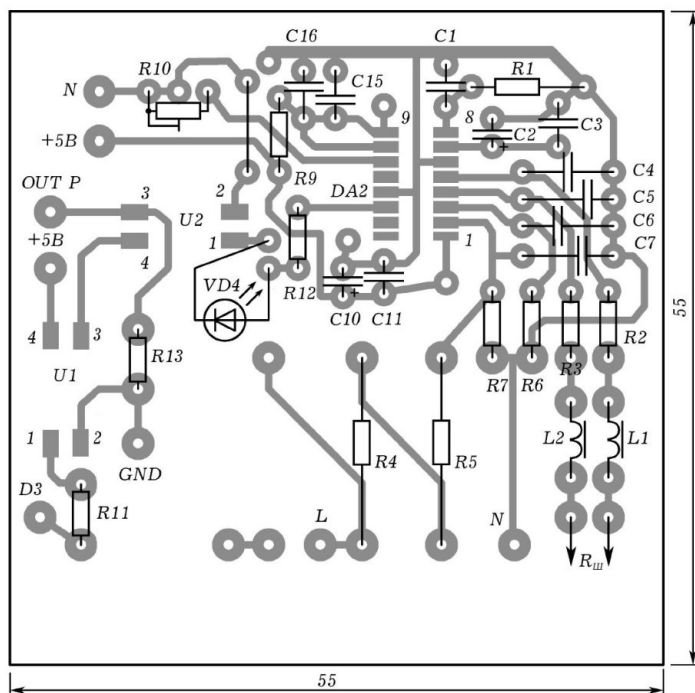 C16
C1
R10
C15
R1
N
9
8
C2
C3
+5В
+
R9
C4
DA2
OUT P
3
2
U2
C5
C6
+5В
1
1
C7
4
VD4
R12
+
C10
C11
4
3
R13
R7
R6
R3
R2
U1
1
2
R4
R5
L2
L1
GND
D3
R11
L
N
Rш
55
55